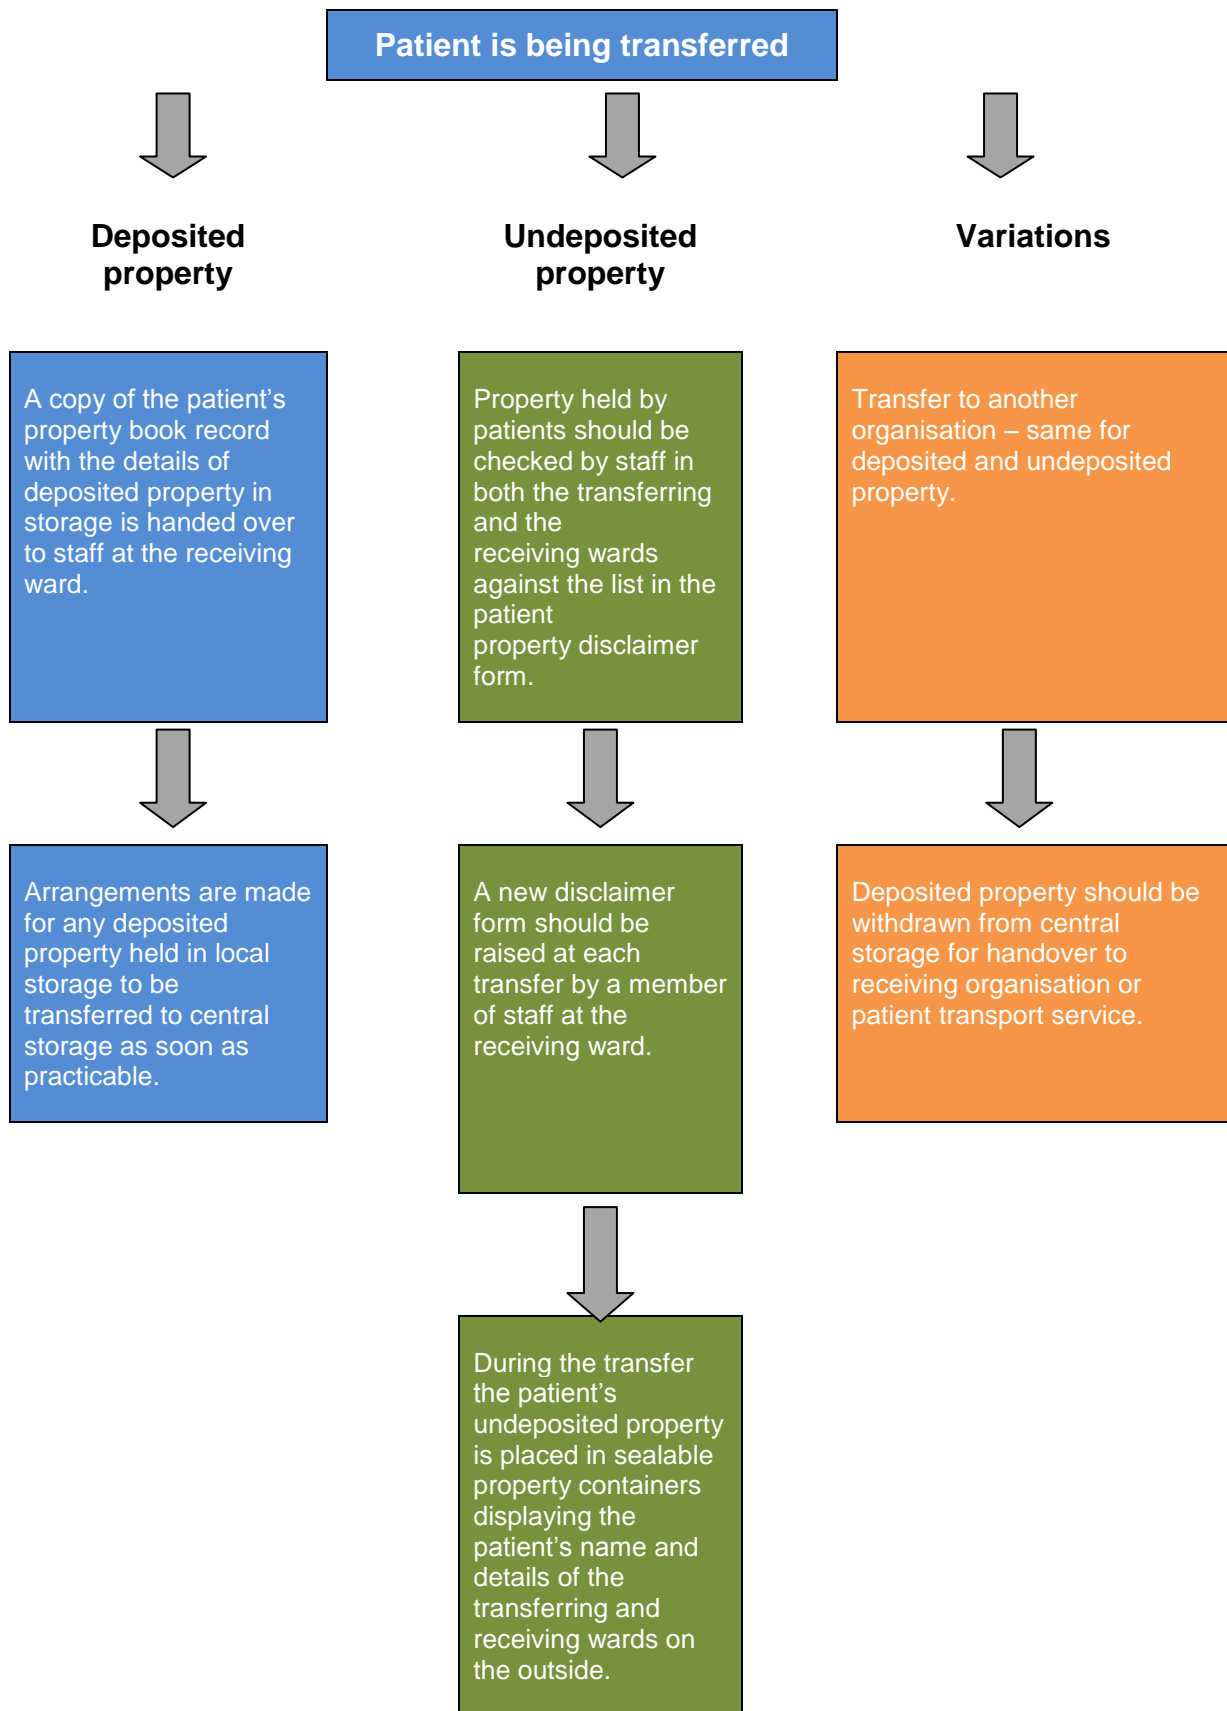 Patient is being transferred
Deposited
property
Undeposited
property
Variations
A copy of the patient’s
property book record
with the details of
deposited property in
storage is handed over
to staff at the receiving
ward.
Property held by
patients should be
checked by staff in
both the transferring
and the
receiving wards
against the list in the
patient
property disclaimer
form.
Transfer to another
organisation – same for
deposited and undeposited
property.
Arrangements are made
for any deposited
property held in local
storage to be
transferred to central
storage as soon as
practicable.
A new disclaimer
form should be
raised at each
transfer by a member
of staff at the
receiving ward.
Deposited property should be
withdrawn from central
storage for handover to
receiving organisation or
patient transport service.
During the transfer
the patient’s
undeposited property
is placed in sealable
property containers
displaying the
patient’s name and
details of the
transferring and
receiving wards on
the outside.